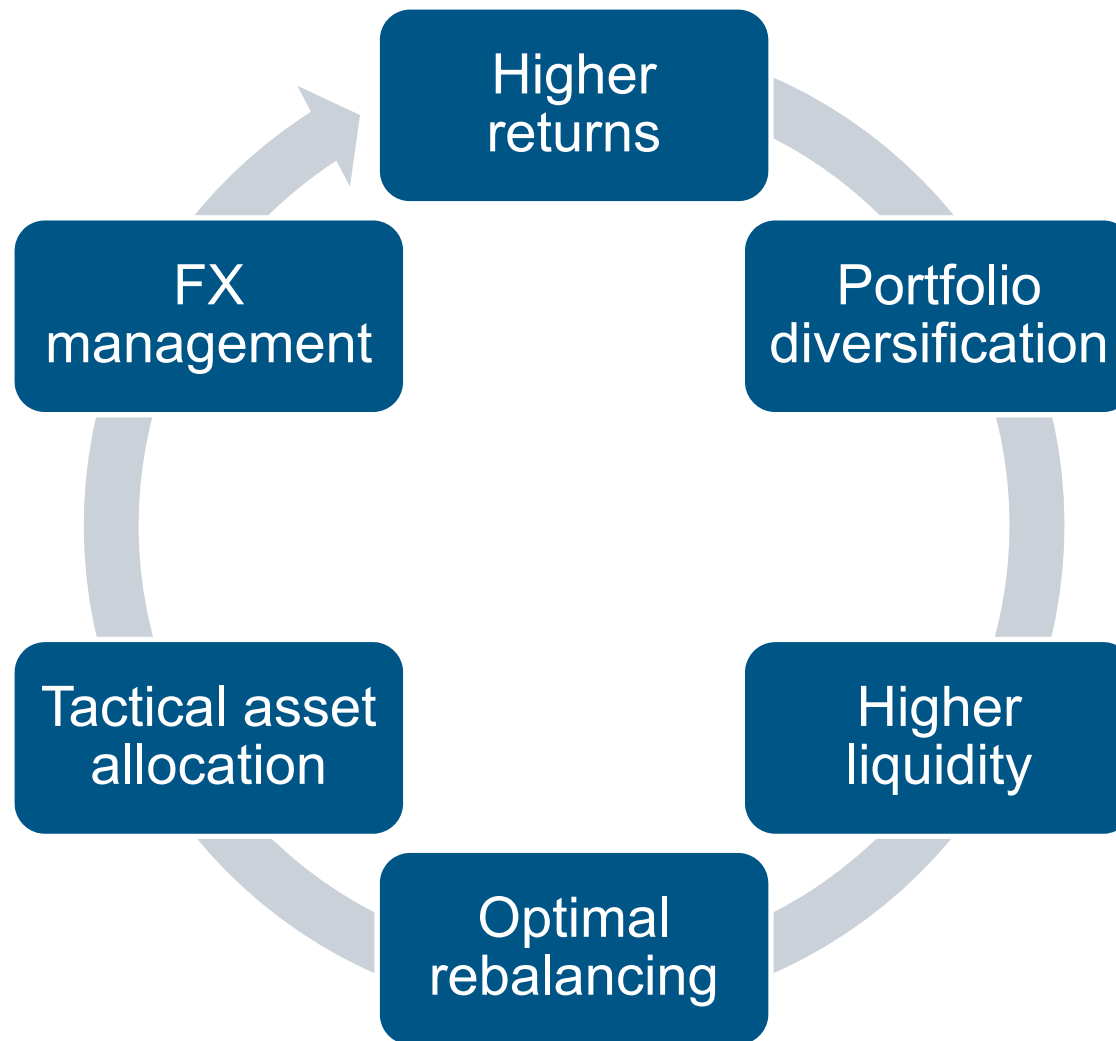 Higher
returns
Portfolio
diversification
Higher
liquidity
Optimal
rebalancing
Tactical asset
allocation
FX
management